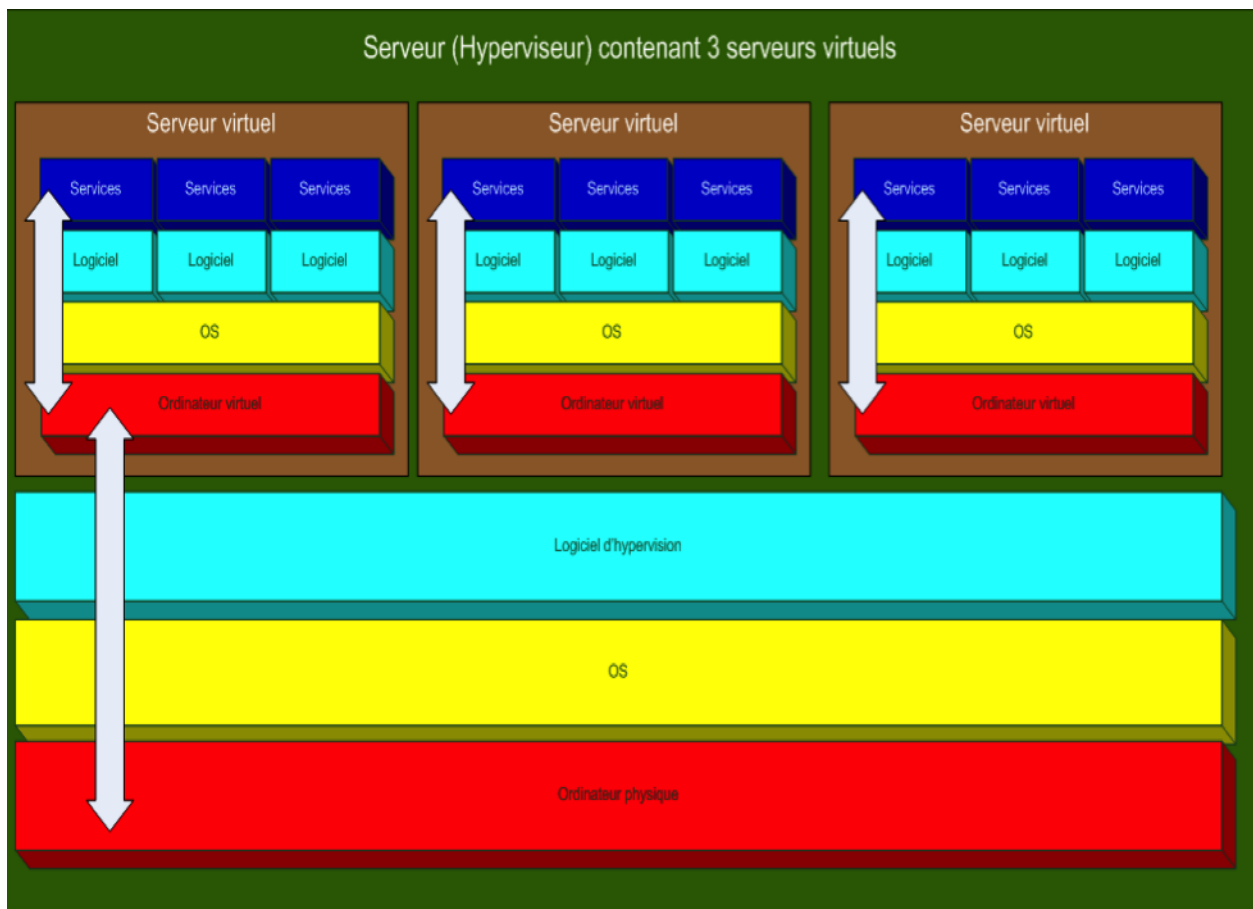 Serveur (Hyperviseur) contenant 3 serveurs virtuels
Serveur virtuel
Services Services Services
Logiciel Logiciel Logiciel
OS
Ordinateur virtuel
Serveur virtuel
Services Services Services
Logiciel Logiciel Logiciel
OS
Ordinateur virtuel
Serveur virtuel
Services Services Services
Logiciel Logiciel Logiciel
OS
Ordinateur virtuel
Logiciel d'hypervision
OS
Ordinateur physique